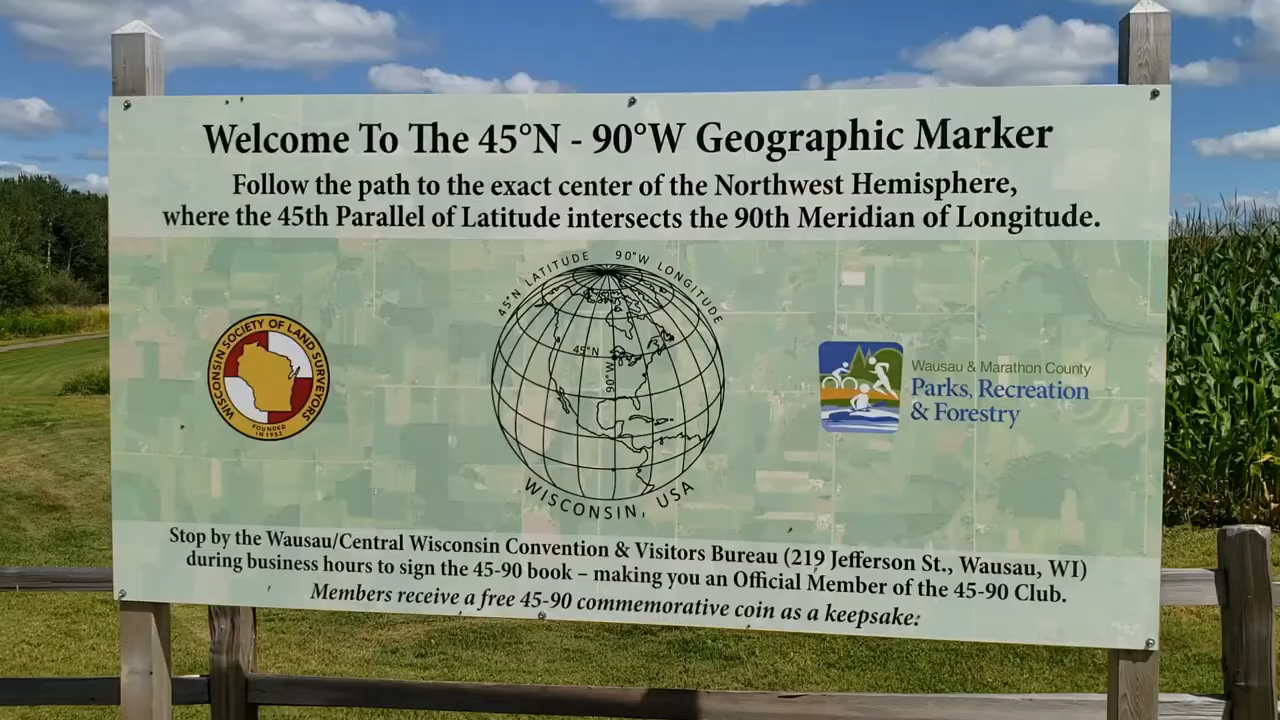 Welcome To The 45°N - 90°W Geographic Marker
Follow the path to the exact center of the Northwest Hemisphere,
where the 45th Parallel of Latitude intersects the 90th Meridian of Longitude.
45°N LATITUDE 90°W LONGITUDE
45°N
90°W
WISCONSIN, USA
WISCONSIN SOCIETY OF LAND SURVEYORS
FOUNDED
IN 1952
Wausau & Marathon County
Parks, Recreation
& Forestry
Stop by the Wausau/Central Wisconsin Convention & Visitors Bureau (219 Jefferson St., Wausau, WI)
during business hours to sign the 45-90 book – making you an Official Member of the 45-90 Club.
Members receive a free 45-90 commemorative coin as a keepsake: